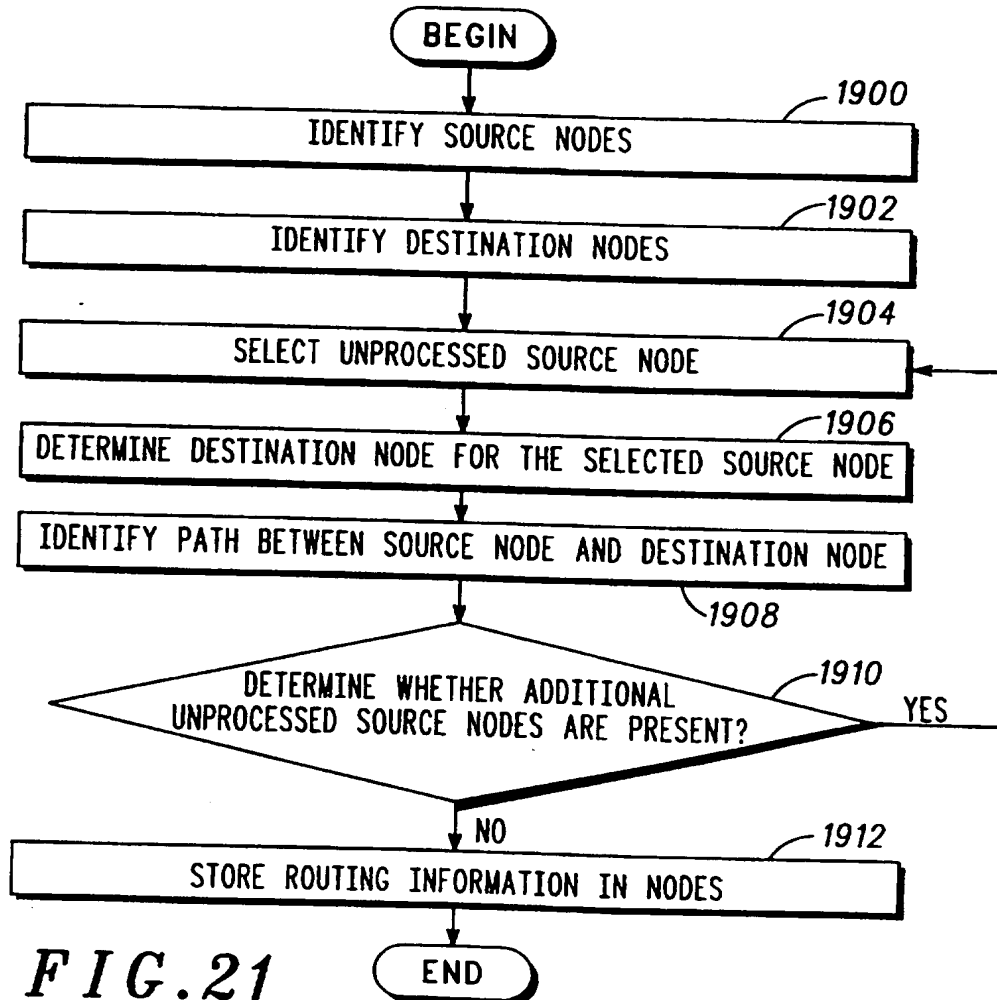 BEGIN
1900
IDENTIFY SOURCE NODES
1902
IDENTIFY DESTINATION NODES
1904
SELECT UNPROCESSED SOURCE NODE
1906
DETERMINE DESTINATION NODE FOR THE SELECTED SOURCE NODE
IDENTIFY PATH BETWEEN SOURCE NODE AND DESTINATION NODE
1908
1910
DETERMINE WHETHER ADDITIONAL
UNPROCESSED SOURCE NODES ARE PRESENT?
YES
NO
1912
STORE ROUTING INFORMATION IN NODES
END
FIG.21